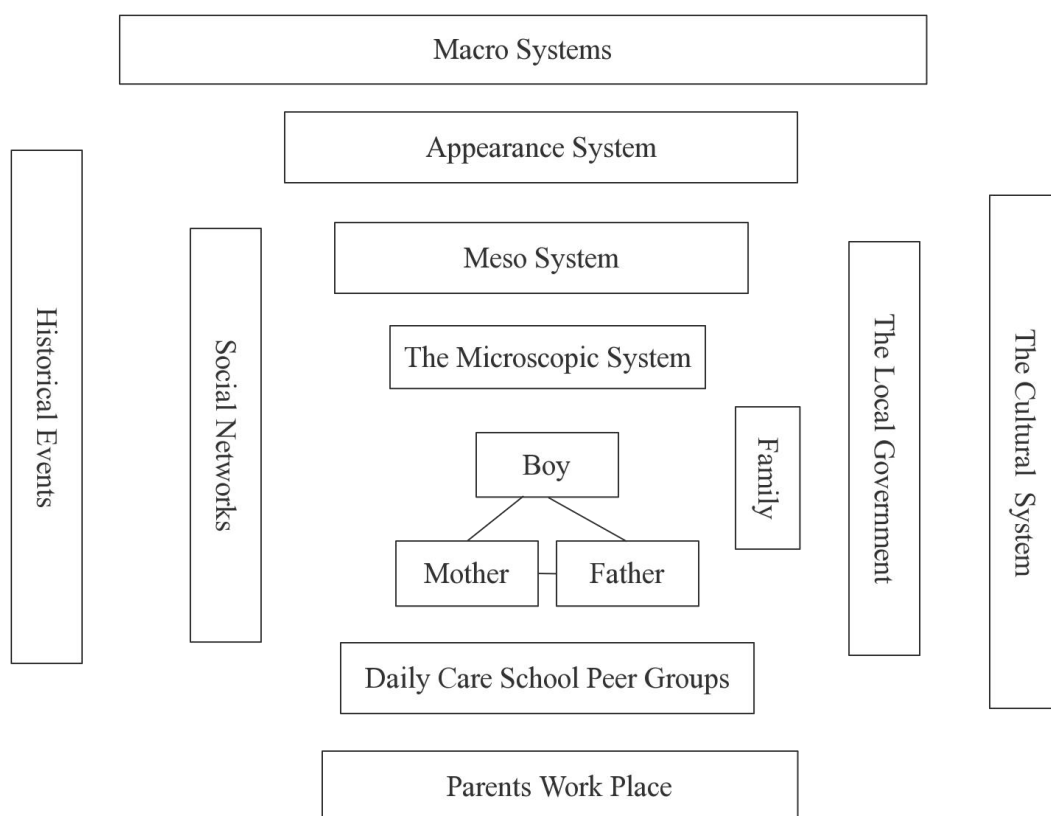 Macro Systems
Appearance System
Meso System
The Microscopic System
Historical Events
Social Networks
Boy
Mother
Father
Family
The Local Government
The Cultural System
Daily Care School Peer Groups
Parents Work Place